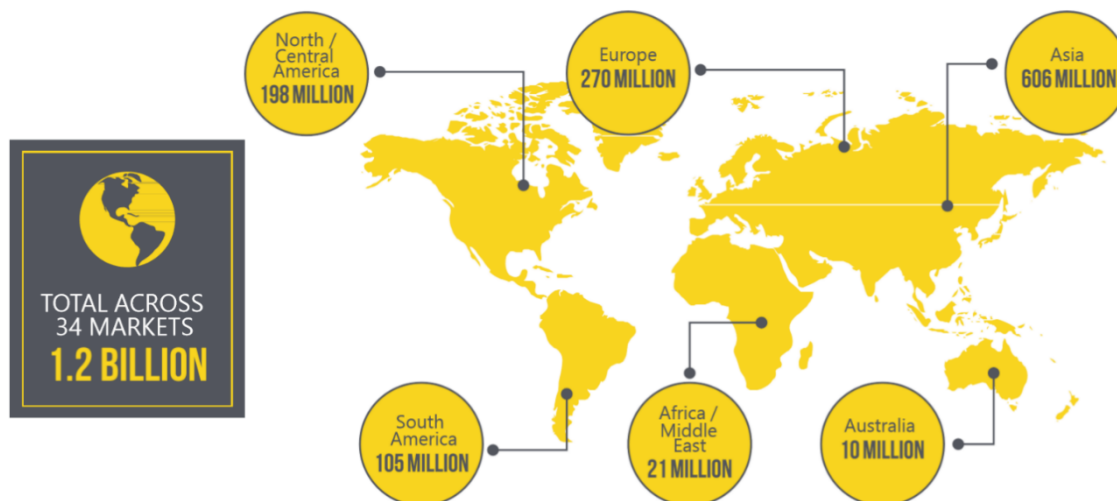 North /
Central
America
198 MILLION
Europe
270 MILLION
Asia
606 MILLION
TOTAL ACROSS
34 MARKETS
1.2 BILLION
South
America
105 MILLION
Africa /
Middle
East
21 MILLION
Australia
10 MILLION